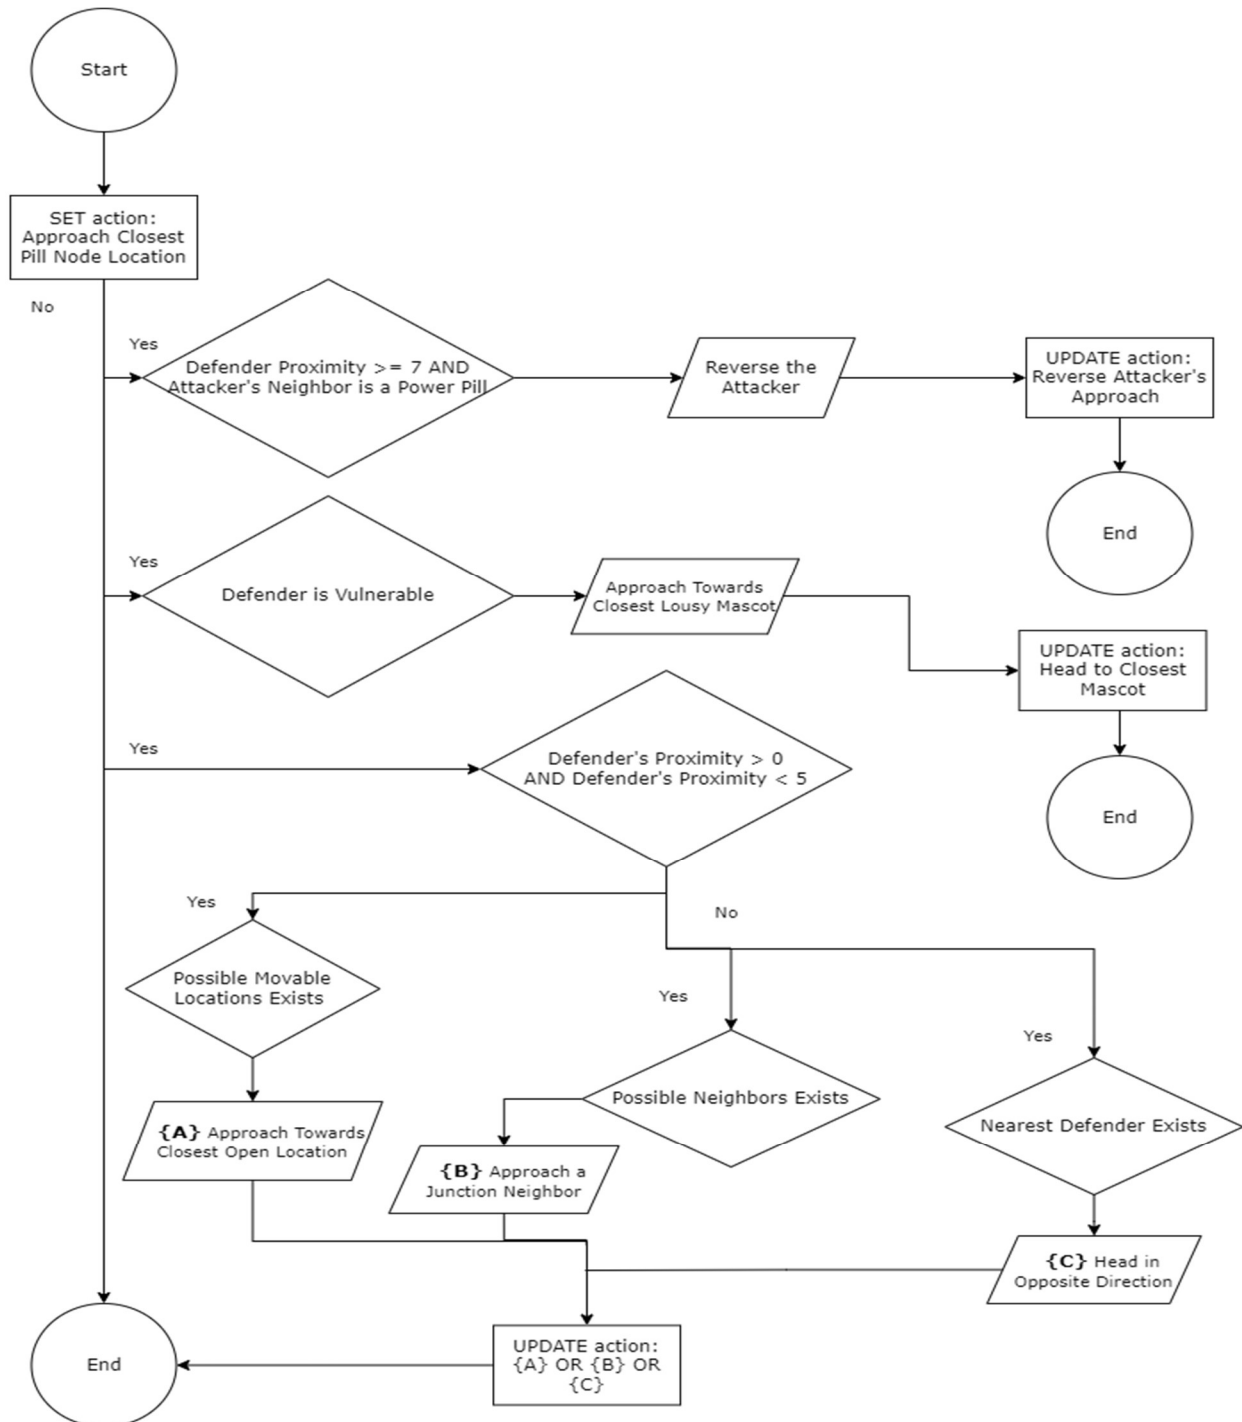 Start
SET action:
Approach Closest
Pill Node Location
No
Yes
Defender Proximity >= 7 AND
Attacker's Neighbor is a Power Pill
Reverse the
Attacker
UPDATE action:
Reverse Attacker's
Approach
End
Yes
Defender is Vulnerable
Approach Towards
Closest Lousy Mascot
UPDATE action:
Head to Closest
Mascot
End
Yes
Defender's Proximity > 0
AND Defender's Proximity < 5
Yes
No
Possible Movable
Locations Exists
Yes
Possible Neighbors Exists
Yes
Nearest Defender Exists
{A} Approach Towards
Closest Open Location
{B} Approach a
Junction Neighbor
{C} Head in
Opposite Direction
UPDATE action:
{A} OR {B} OR
{C}
End